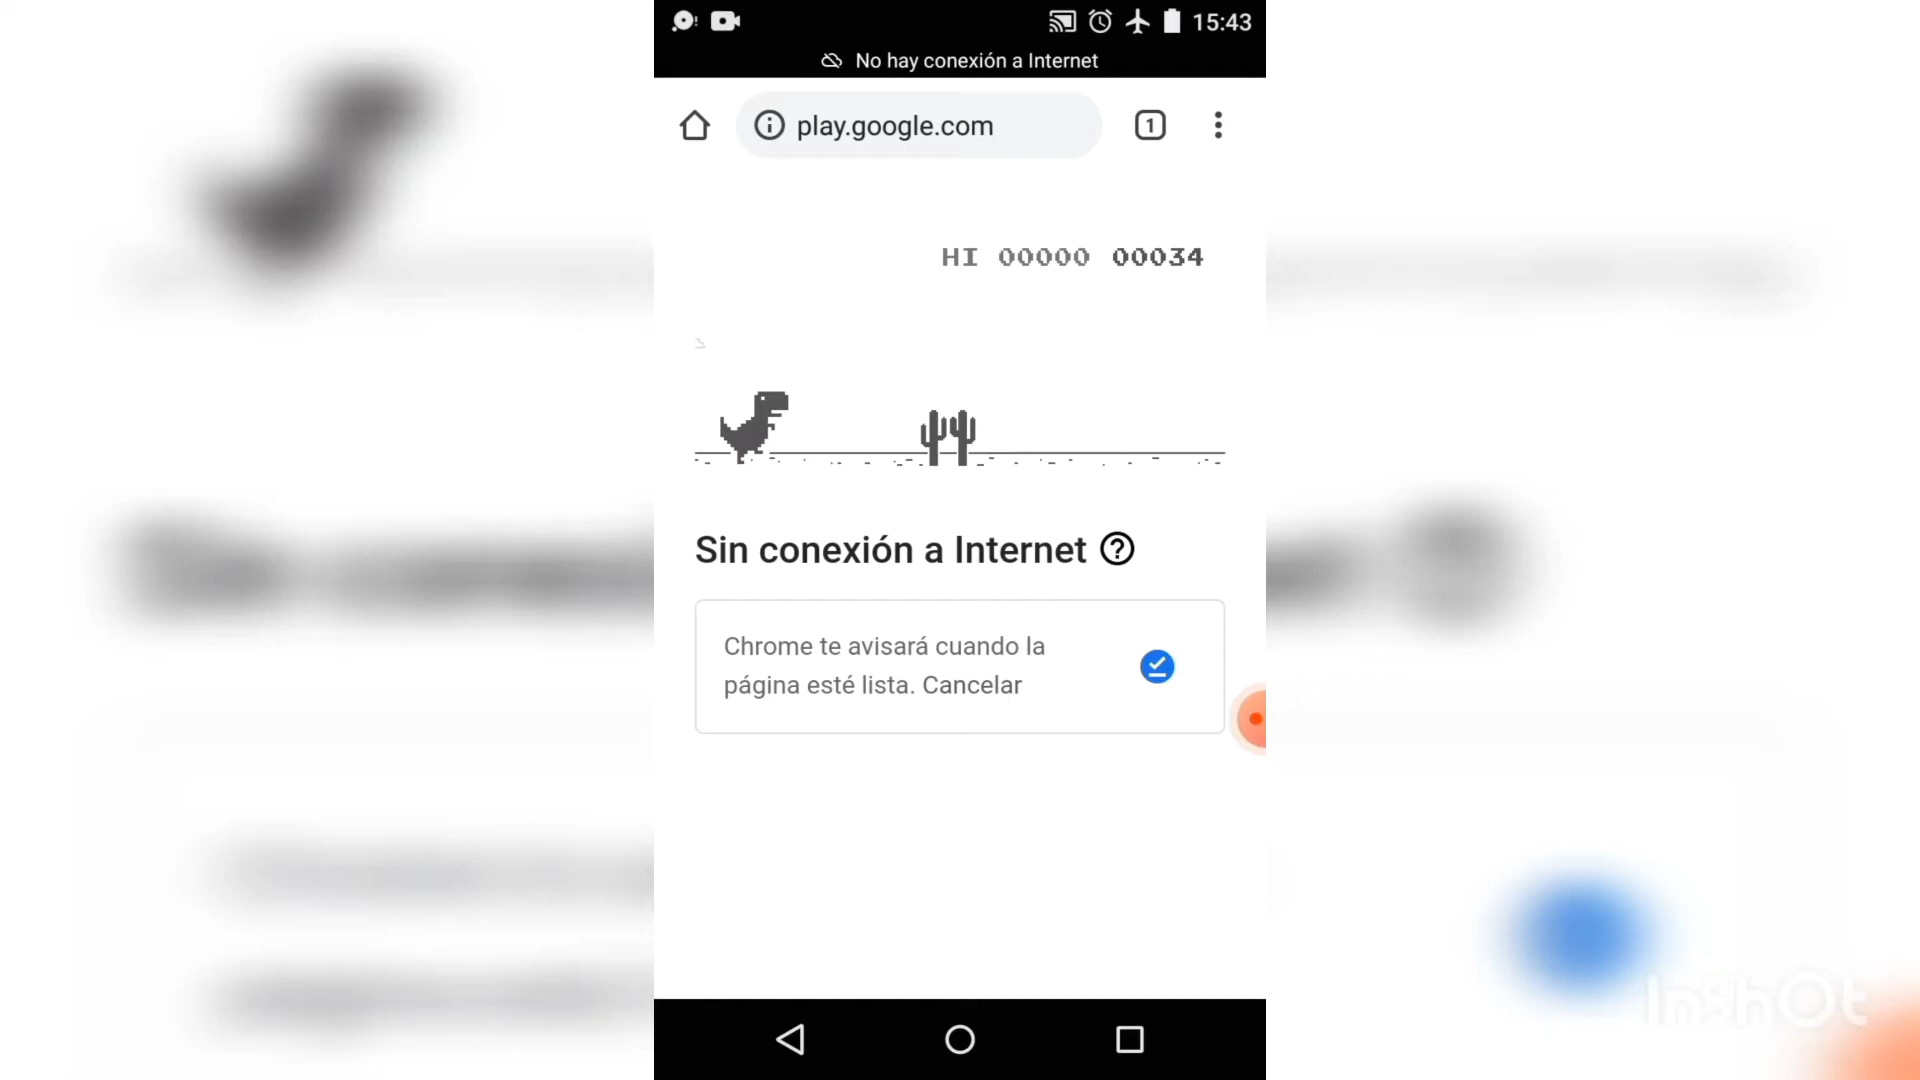 15:43
No hay conexión a Internet
play.google.com
1
HI 00000 00034
Sin conexión a Internet
Chrome te avisará cuando la
página esté lista. Cancelar
InShOt